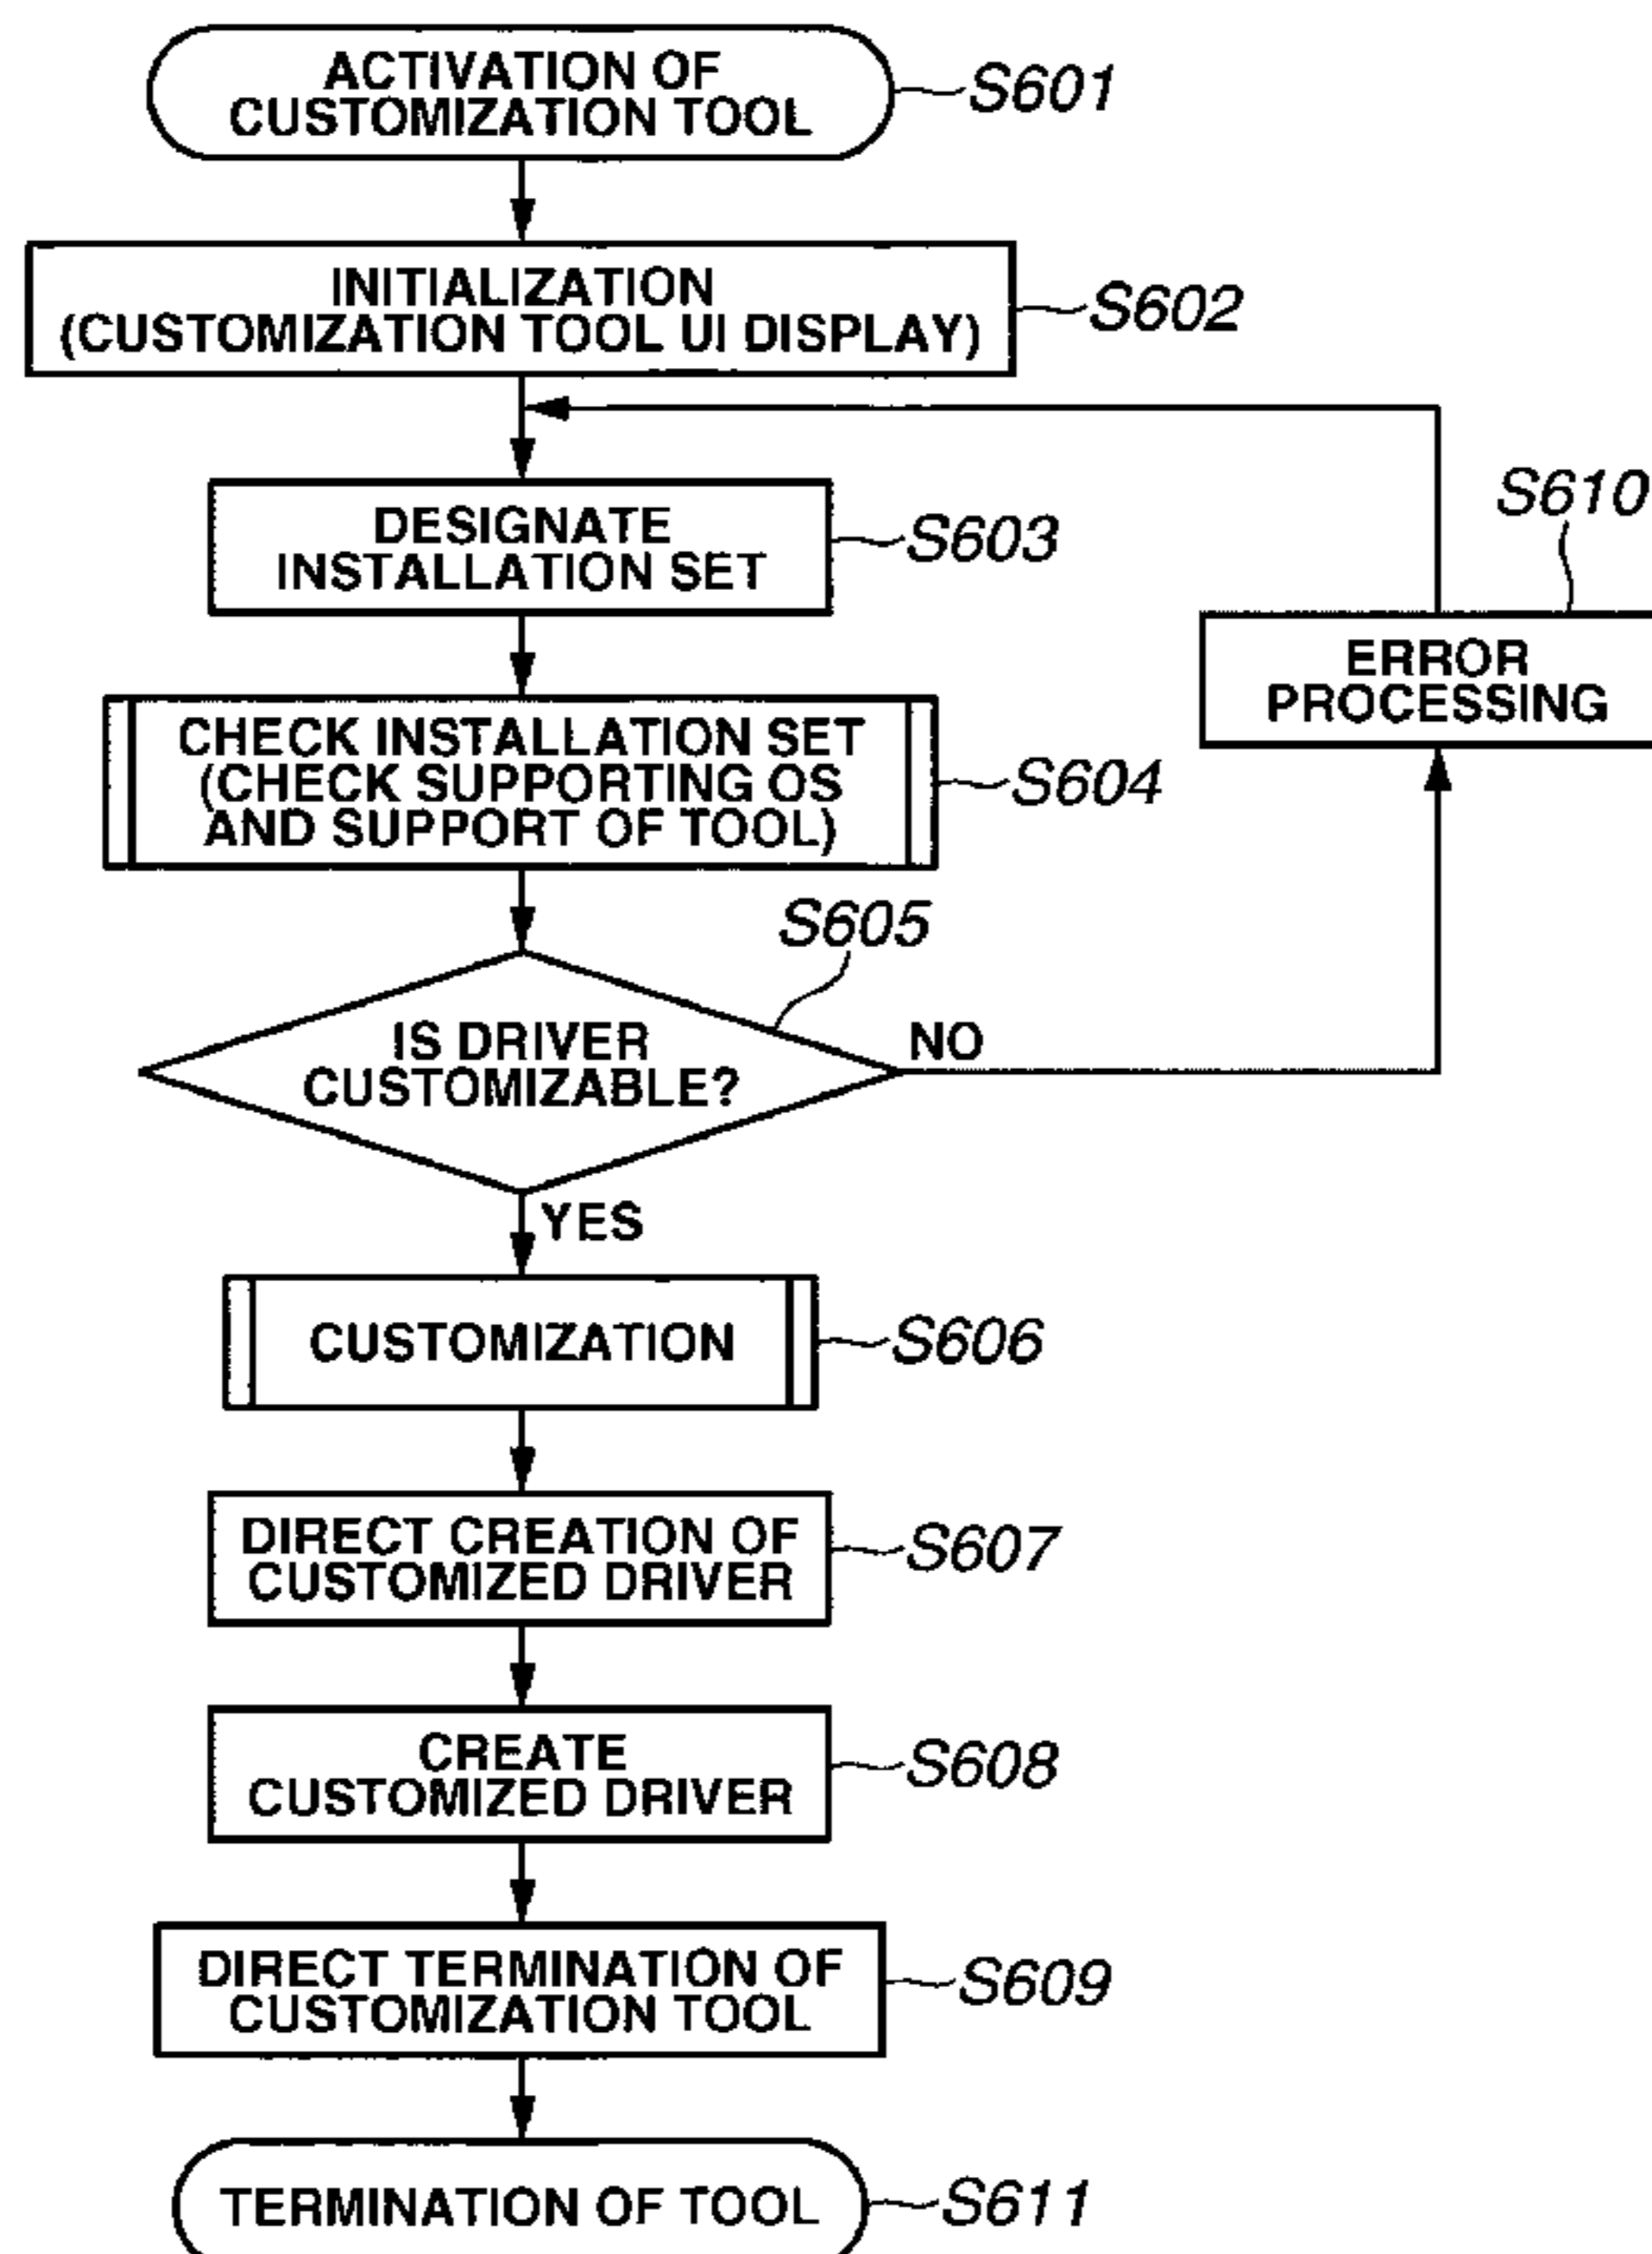 ACTIVATION OF
CUSTOMIZATION TOOL
S601
INITIALIZATION
(CUSTOMIZATION TOOL UI DISPLAY)
S602
DESIGNATE
INSTALLATION SET
S603
S610
ERROR
PROCESSING
CHECK INSTALLATION SET
(CHECK SUPPORTING OS
AND SUPPORT OF TOOL)
S604
S605
IS DRIVER
CUSTOMIZABLE?
NO
YES
CUSTOMIZATION
S606
DIRECT CREATION OF
CUSTOMIZED DRIVER
S607
CREATE
CUSTOMIZED DRIVER
S608
DIRECT TERMINATION OF
CUSTOMIZATION TOOL
S609
TERMINATION OF TOOL
S611